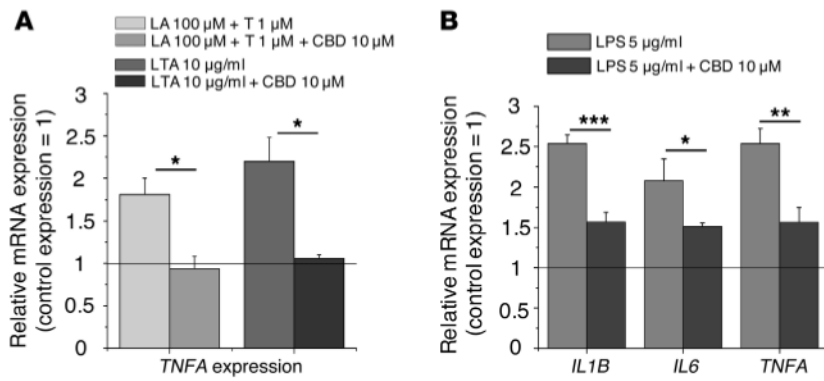 A
LA 100 µM + T 1 µM
LA 100 µM + T 1 µM + CBD 10 µM
LTA 10 µg/ml
LTA 10 µg/ml + CBD 10 µM
Relative mRNA expression
(control expression = 1)
3
2.5
2
1.5
1
0.5
0
*
*
TNFA expression
B
LPS 5 µg/ml
LPS 5 µg/ml + CBD 10 µM
Relative mRNA expression
(control expression = 1)
3
2.5
2
1.5
1
0.5
0
***
*
**
IL1B IL6 TNFA